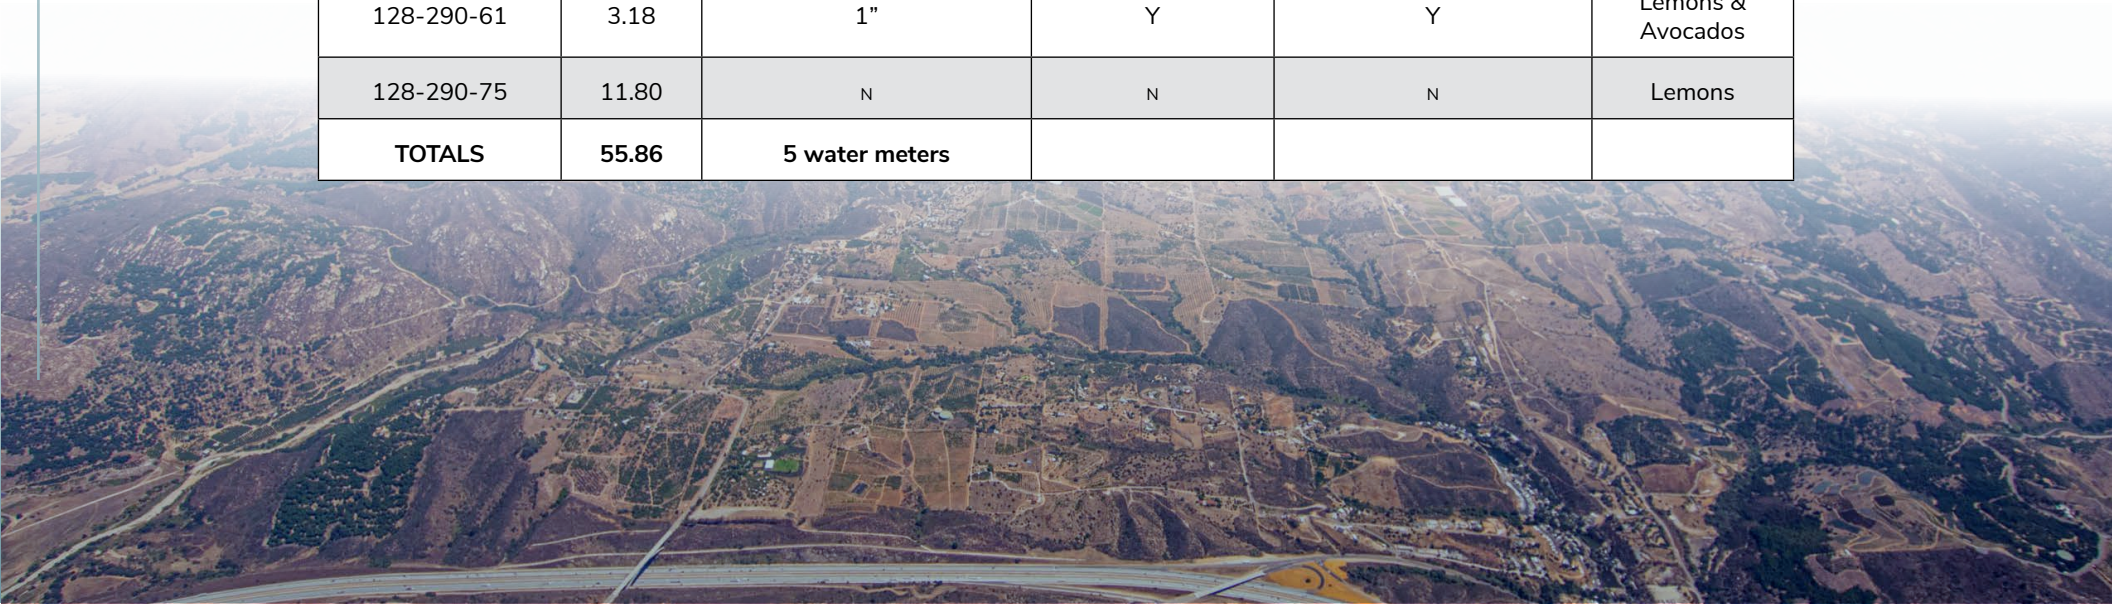 128-290-61 3.18 1” Y Y Lemons &
Avocados
128-290-75 11.80 N N N Lemons
TOTALS 55.86 5 water meters